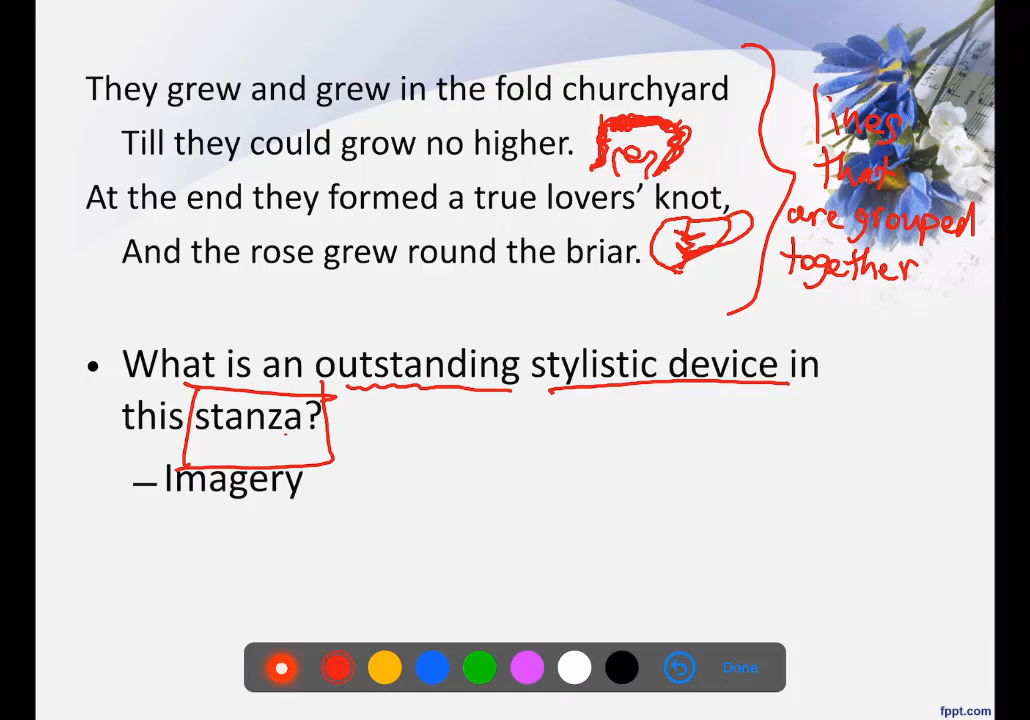 They grew and grew in the fold churchyard
Till they could grow no higher.
At the end they formed a true lovers’ knot,
And the rose grew round the briar.
lines
that
are grouped
together
• What is an outstanding stylistic device in
this stanza?
– Imagery
Done
fppt.com